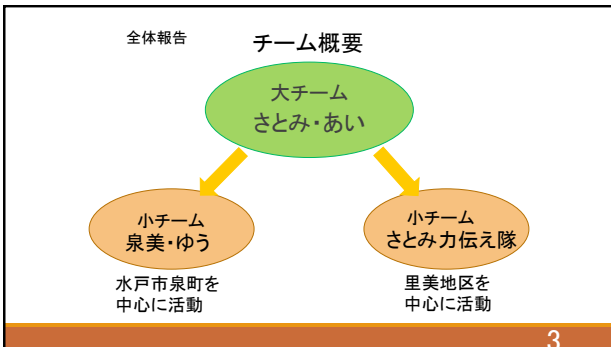 全体報告
チーム概要
大チーム
さとみ・あい
小チーム
泉美・ゆう
水戸市泉町を
中心に活動
小チーム
さとみ力伝え隊
里美地区を
中心に活動
3